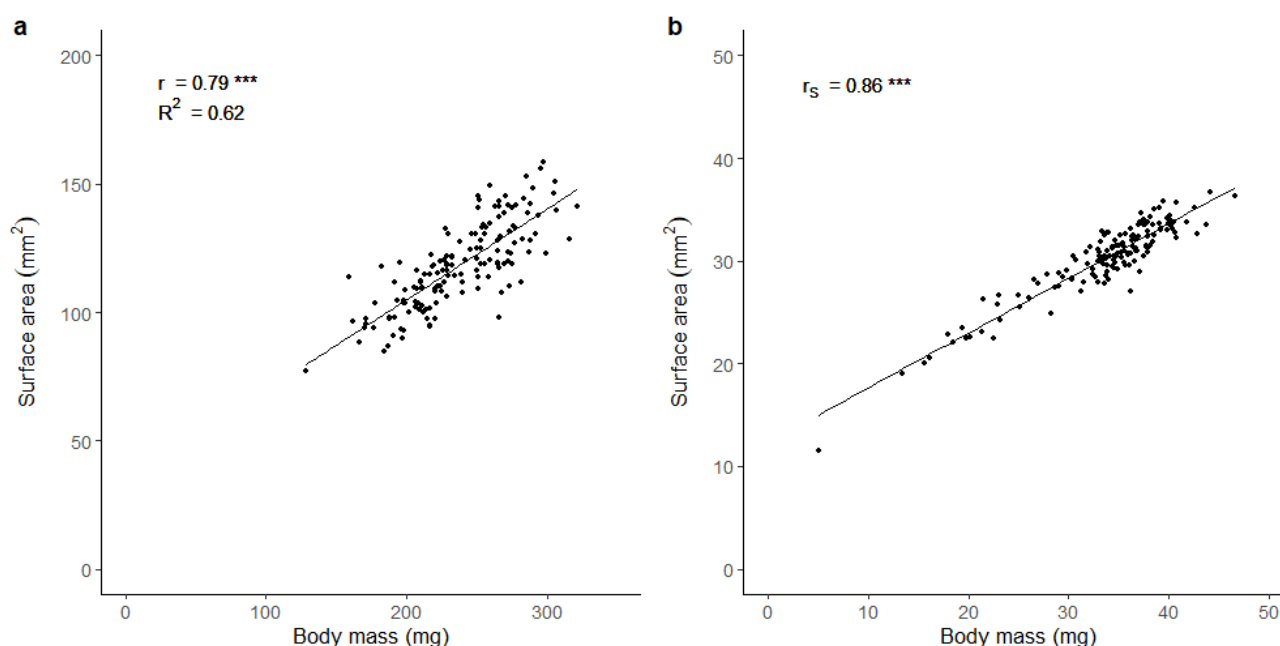 a
r = 0.79 ***
R² = 0.62
Surface area (mm²)
200
150
100
50
0
0 100 200 300
Body mass (mg)
b
rₛ = 0.86 ***
Surface area (mm²)
50
40
30
20
10
0
0 10 20 30 40 50
Body mass (mg)